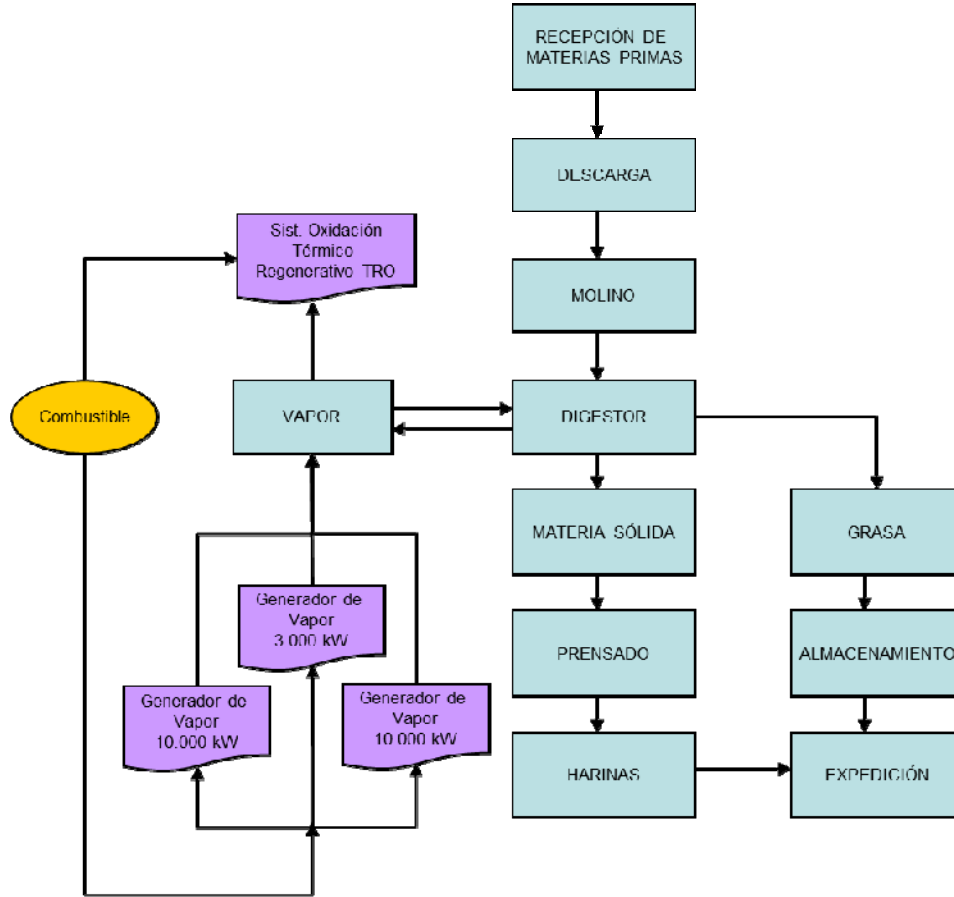 RECEPCIÓN DE
MATERIAS PRIMAS
DESCARGA
Sist. Oxidación
Térmico
Regenerativo TRO
MOLINO
Combustible
VAPOR
DIGESTOR
MATERIA SÓLIDA
GRASA
Generador de
Vapor
3.000 kW
PRENSADO
ALMACENAMIENTO
Generador de
Vapor
10.000 kW
Generador de
Vapor
10.000 kW
HARINAS
EXPEDICIÓN